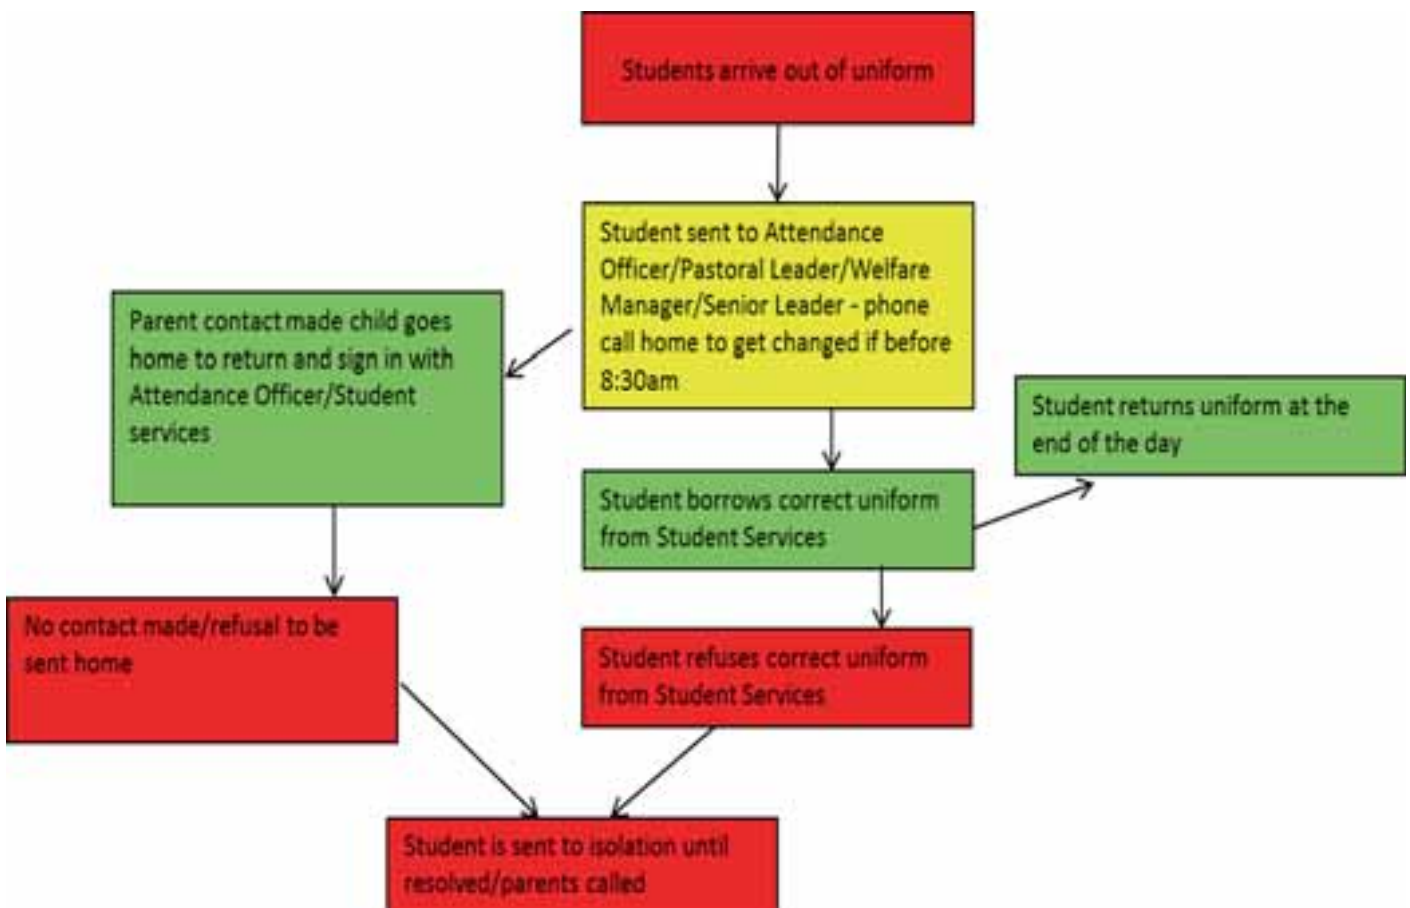 Students arrive out of uniform
Student sent to Attendance
Officer/Pastoral Leader/Welfare
Manager/Senior Leader - phone
call home to get changed if before
8:30am
Parent contact made child goes
home to return and sign in with
Attendance Officer/Student
services
Student returns uniform at the
end of the day
Student borrows correct uniform
from Student Services
No contact made/refusal to be
sent home
Student refuses correct uniform
from Student Services
Student is sent to isolation until
resolved/parents called